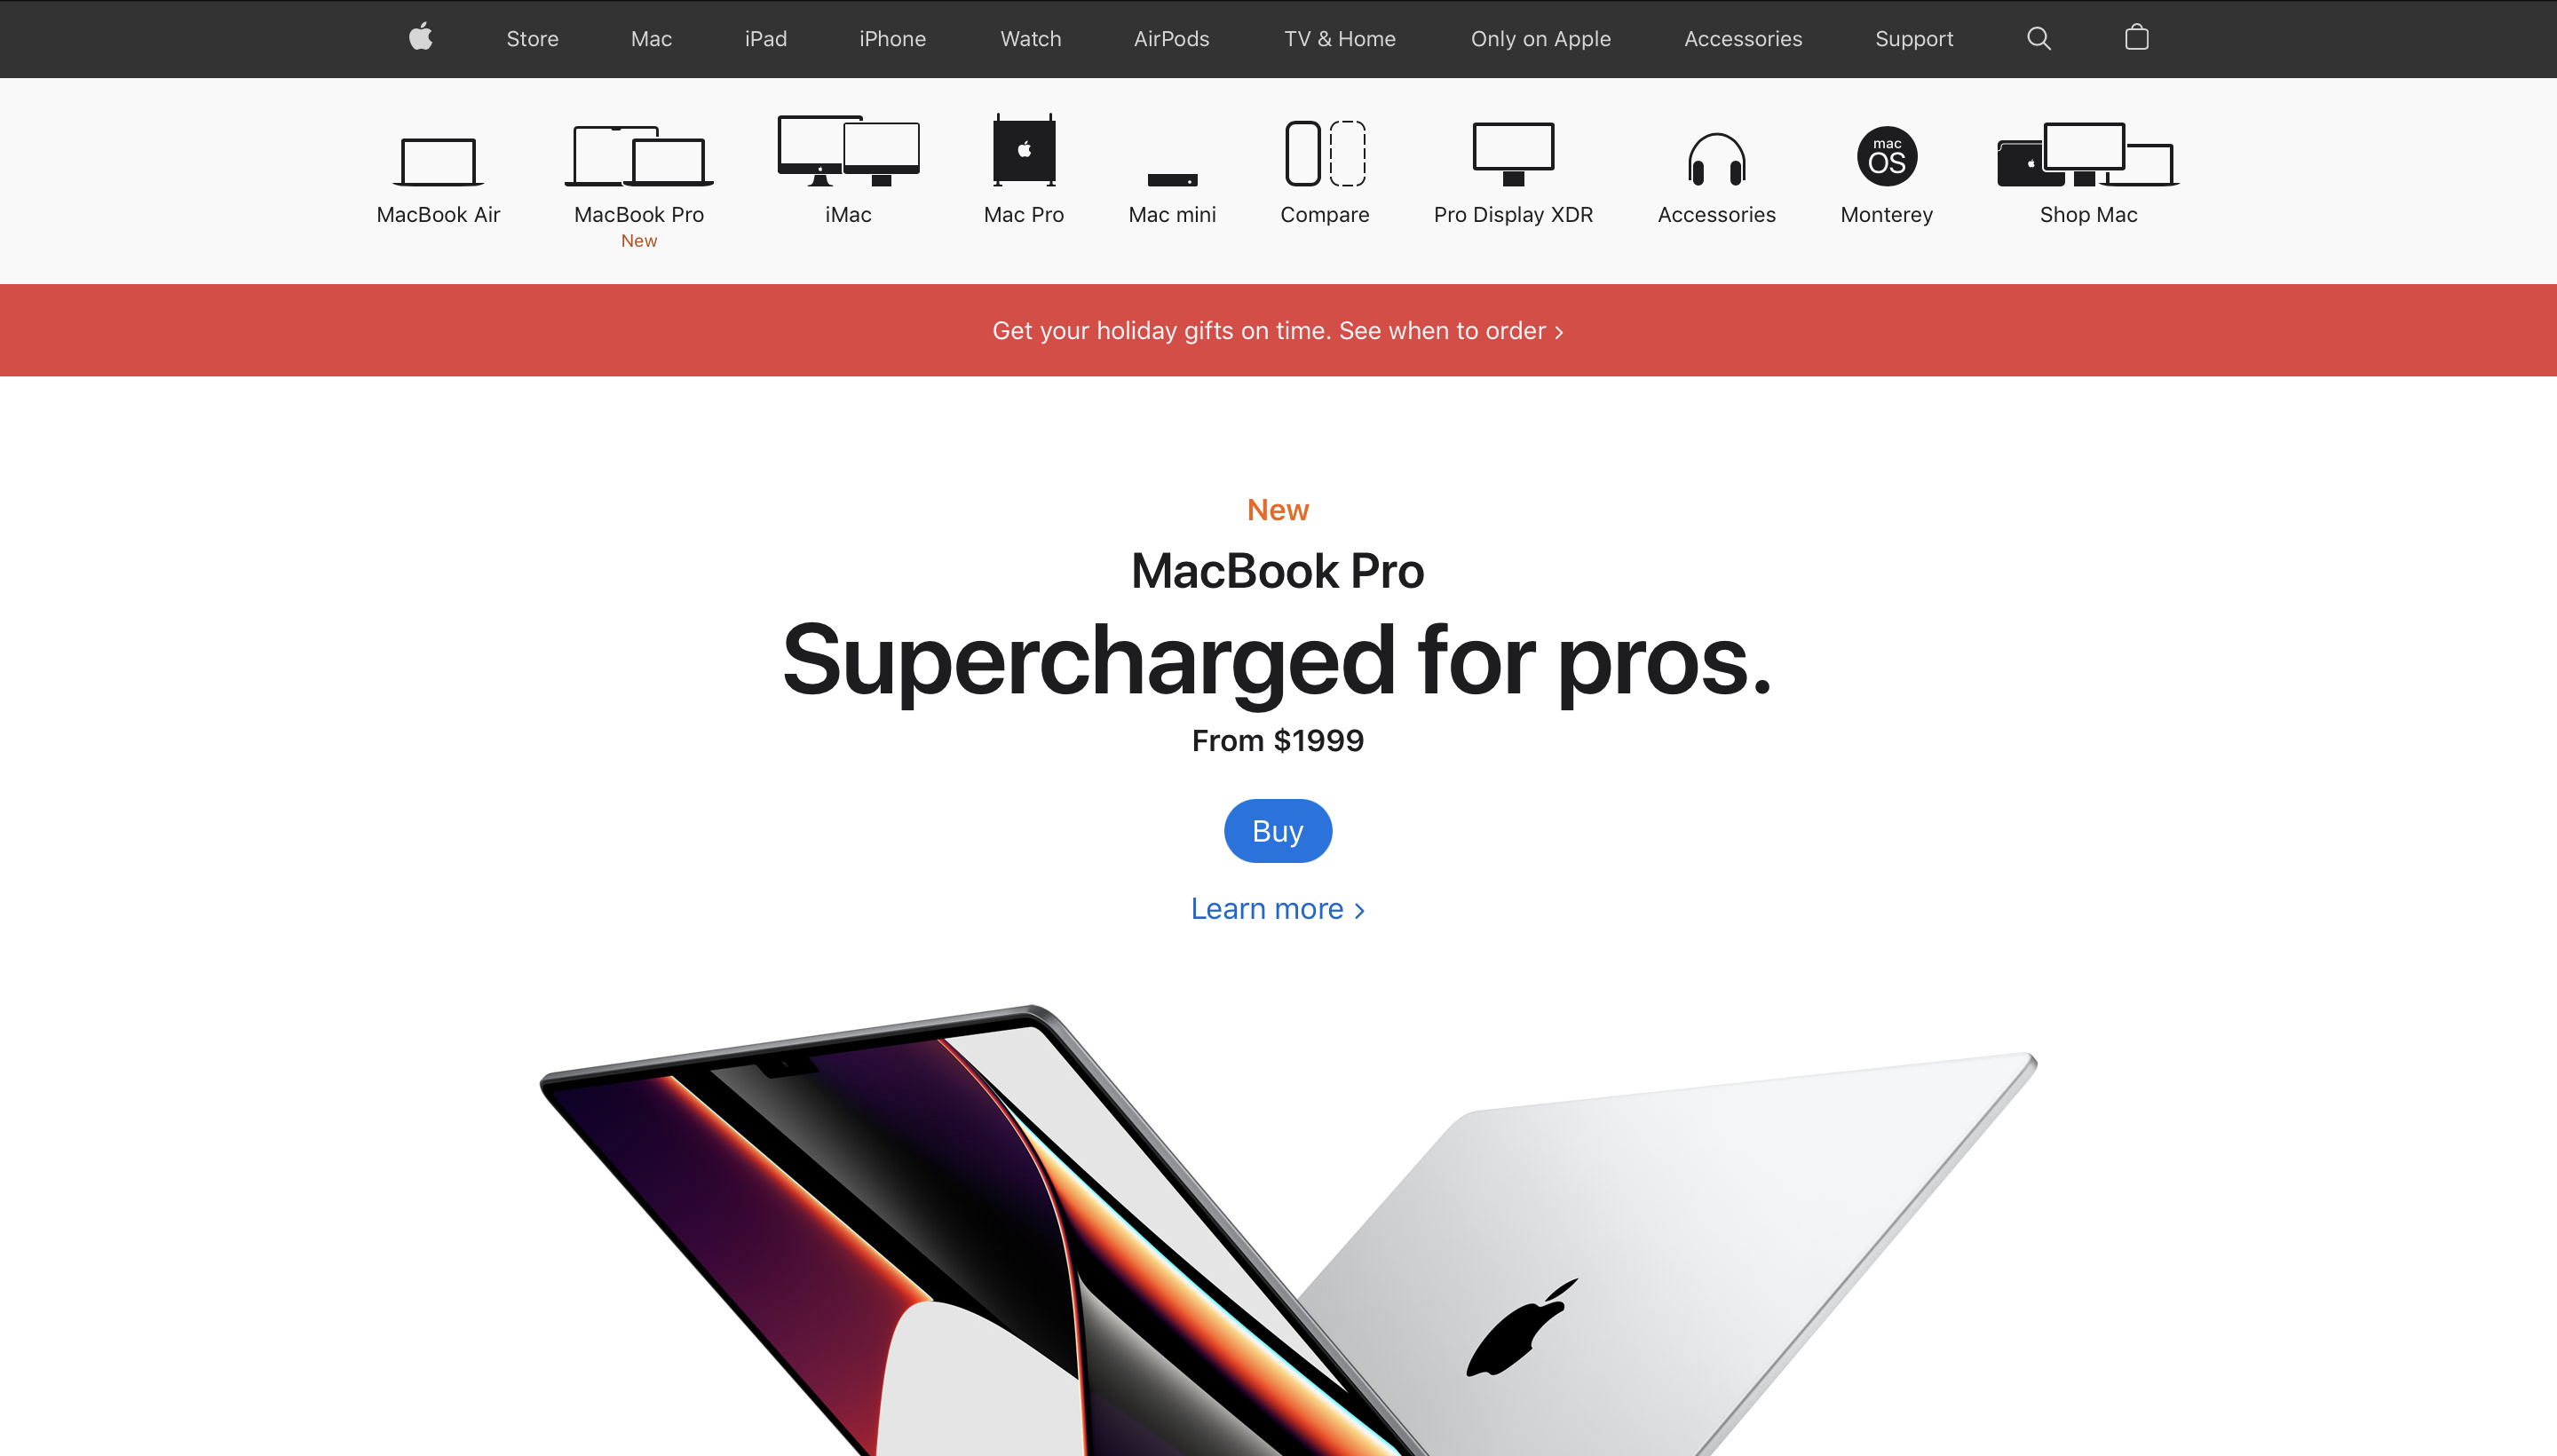 Store Mac iPad iPhone Watch AirPods TV & Home Only on Apple Accessories Support
mac
OS
MacBook Air MacBook Pro iMac Mac Pro Mac mini Compare Pro Display XDR Accessories Monterey Shop Mac
New
Get your holiday gifts on time. See when to order >
New
MacBook Pro
Supercharged for pros.
From $1999
Buy
Learn more >